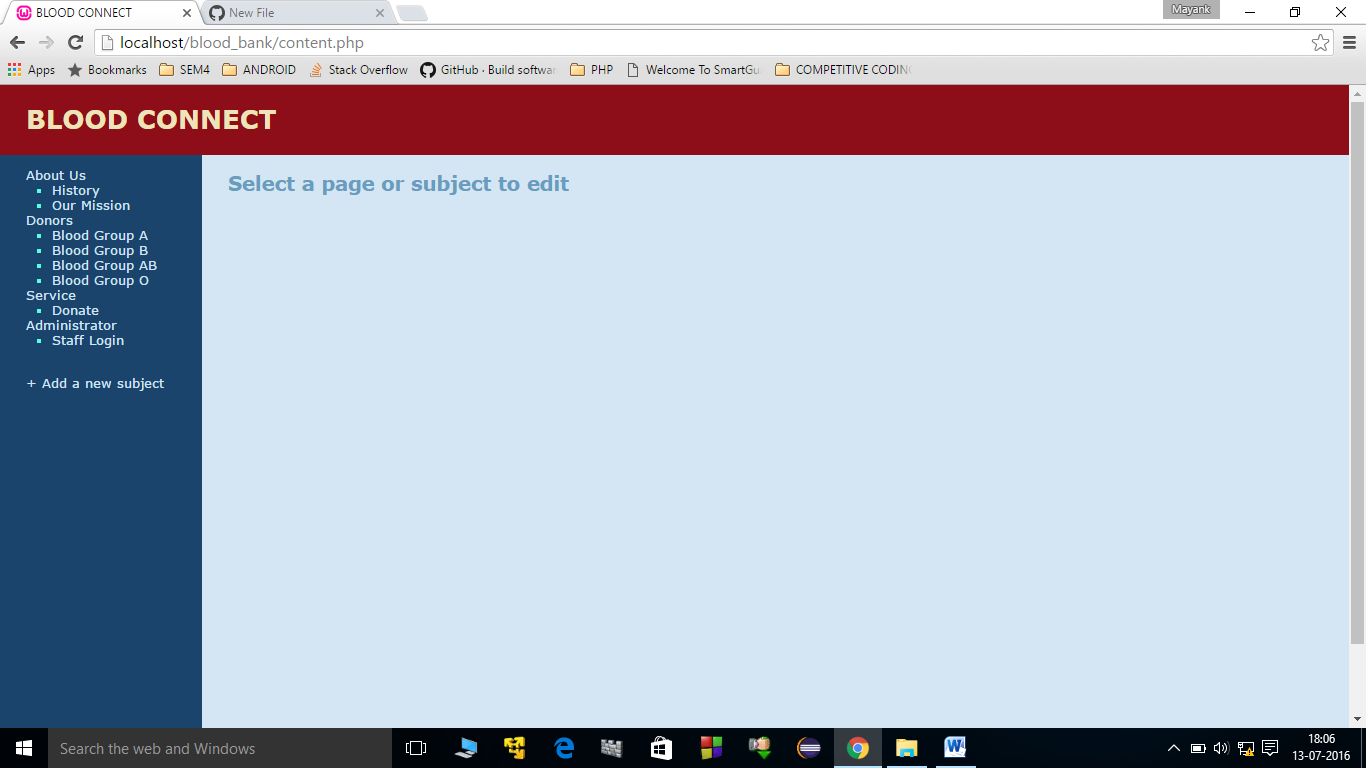 BLOOD CONNECT
New File
Mayank
localhost/blood_bank/content.php
Apps Bookmarks SEM4 ANDROID Stack Overflow GitHub · Build softwar PHP Welcome To SmartGu COMPETITIVE CODING
BLOOD CONNECT
About Us
History
Our Mission
Donors
Blood Group A
Blood Group B
Blood Group AB
Blood Group O
Service
Donate
Administrator
Staff Login
+ Add a new subject
Select a page or subject to edit
Search the web and Windows
18:06
13-07-2016